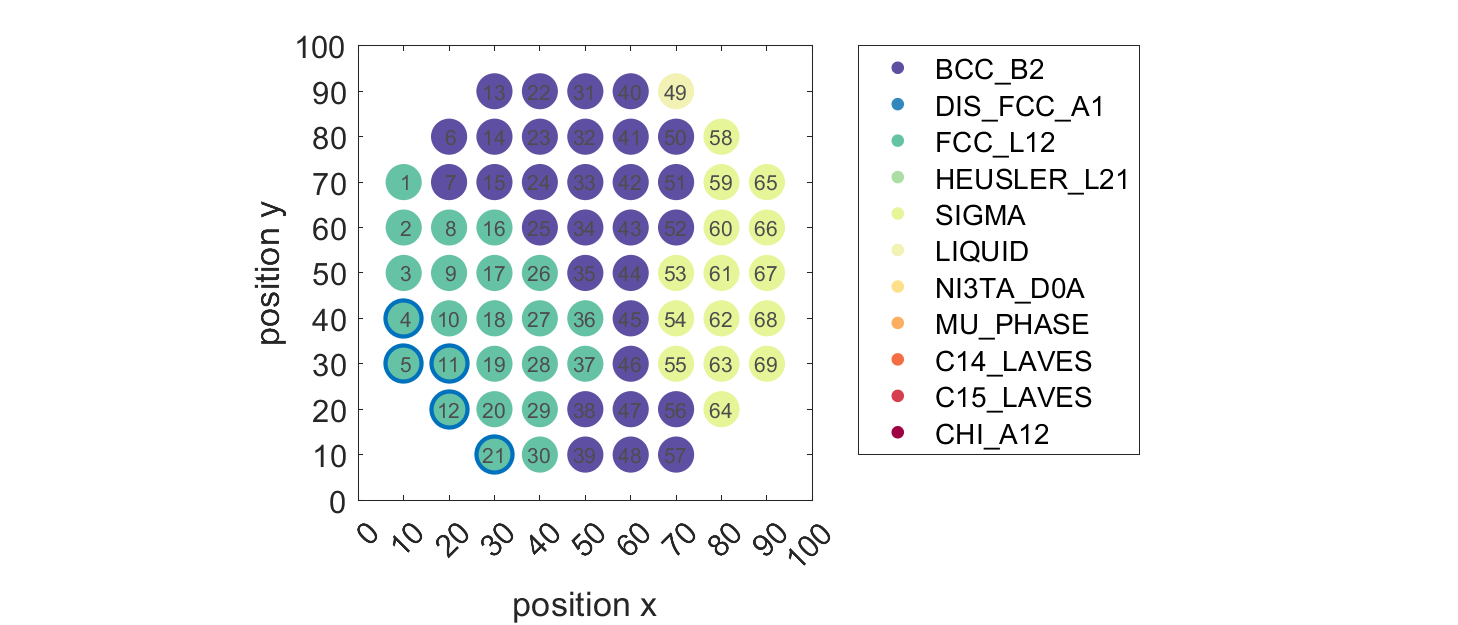 100
90
80
70
60
50
40
30
20
10
0
13 22 31 40 49
6 14 23 32 41 50 58
1 7 15 24 33 42 51 59 65
2 8 16 25 34 43 52 60 66
3 9 17 26 35 44 53 61 67
4 10 18 27 36 45 54 62 68
5 11 19 28 37 46 55 63 69
12 20 29 38 47 56 64
21 30 39 48 57
0 10 20 30 40 50 60 70 80 90 100
position x
position y
BCC_B2
DIS_FCC_A1
FCC_L12
HEUSLER_L21
SIGMA
LIQUID
NI3TA_D0A
MU_PHASE
C14_LAVES
C15_LAVES
CHI_A12